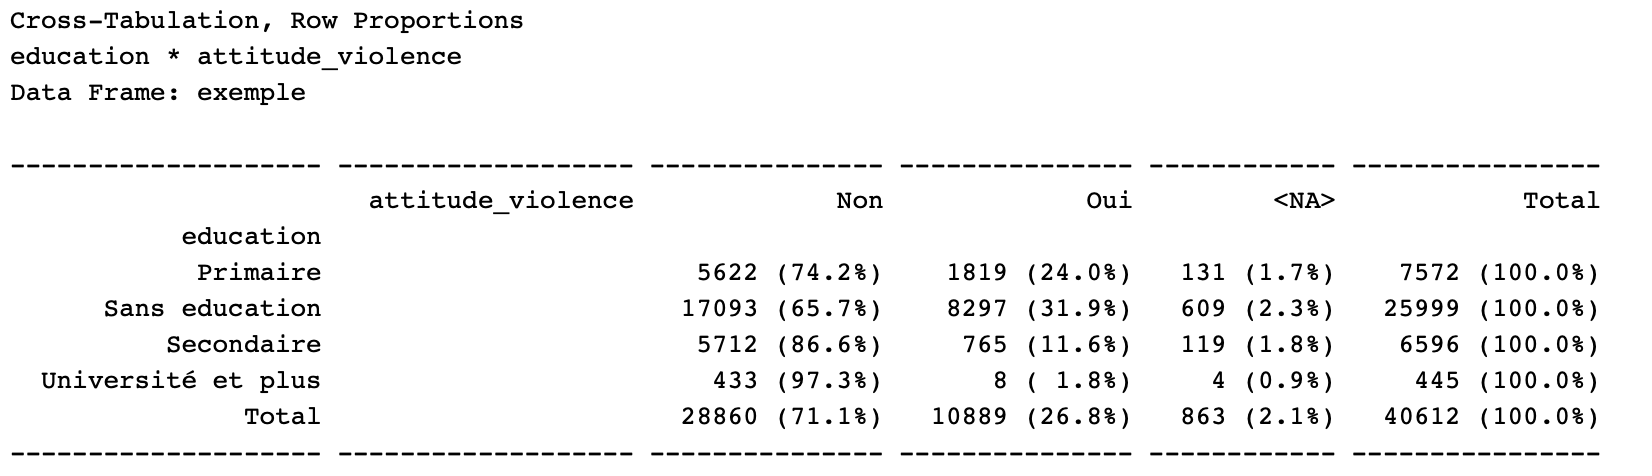 Cross-Tabulation, Row Proportions
education * attitude_violence
Data Frame: exemple
-------------------- ------------------- --------------- --------------- ------------ ----------------
attitude_violence Non Oui <NA> Total
education
Primaire 5622 (74.2%) 1819 (24.0%) 131 (1.7%) 7572 (100.0%)
Sans education 17093 (65.7%) 8297 (31.9%) 609 (2.3%) 25999 (100.0%)
Secondaire 5712 (86.6%) 765 (11.6%) 119 (1.8%) 6596 (100.0%)
Université et plus 433 (97.3%) 8 ( 1.8%) 4 (0.9%) 445 (100.0%)
Total 28860 (71.1%) 10889 (26.8%) 863 (2.1%) 40612 (100.0%)
-------------------- ------------------- --------------- --------------- ------------ ----------------